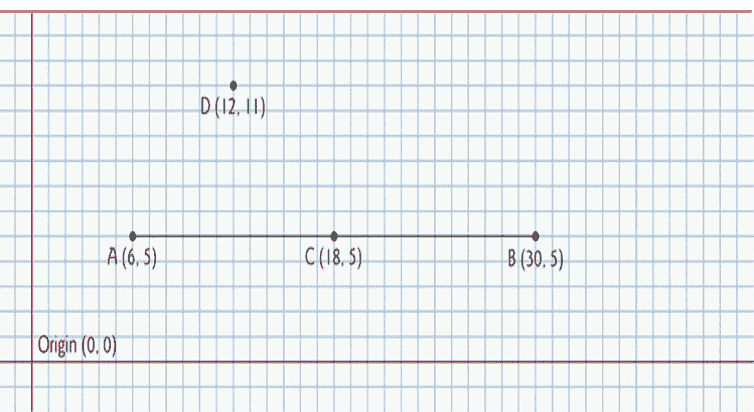 D (12, 11)
A (6, 5)
C (18, 5)
B (30, 5)
Origin (0, 0)